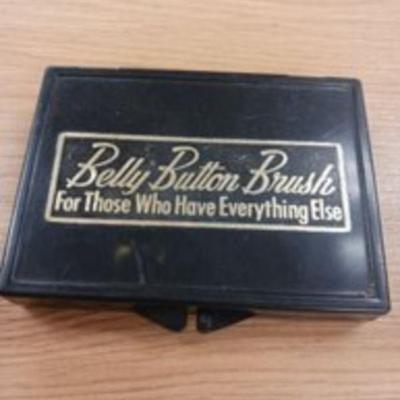 Belly Button Brush
For Those Who Have Everything Else